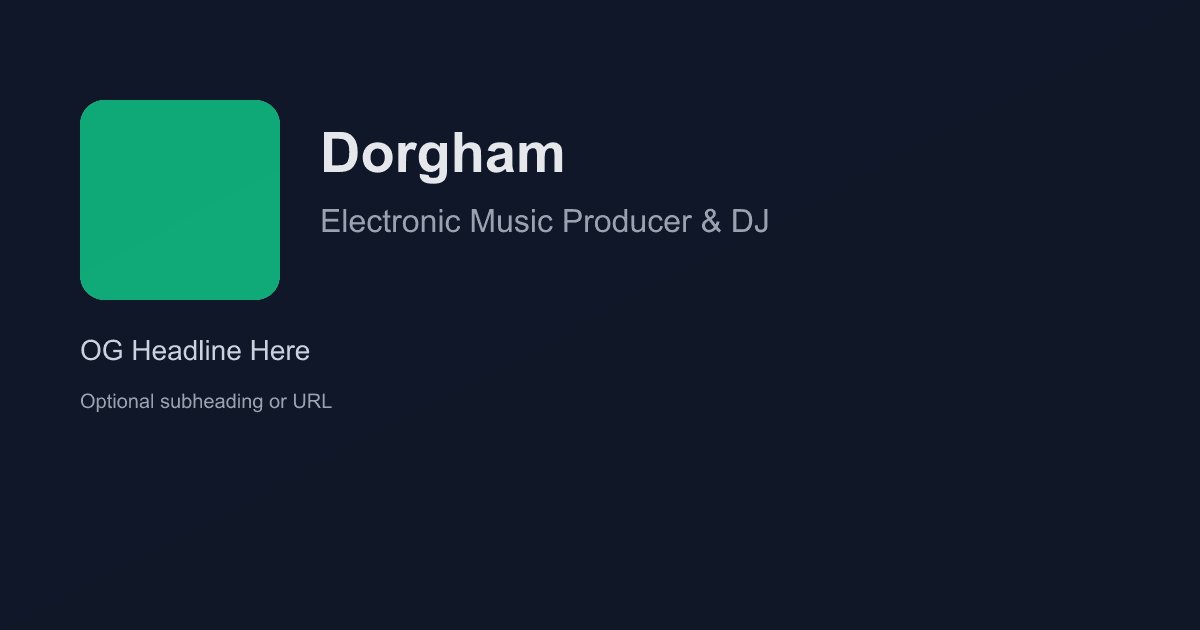 Dorgham
Electronic Music Producer & DJ
OG Headline Here
Optional subheading or URL